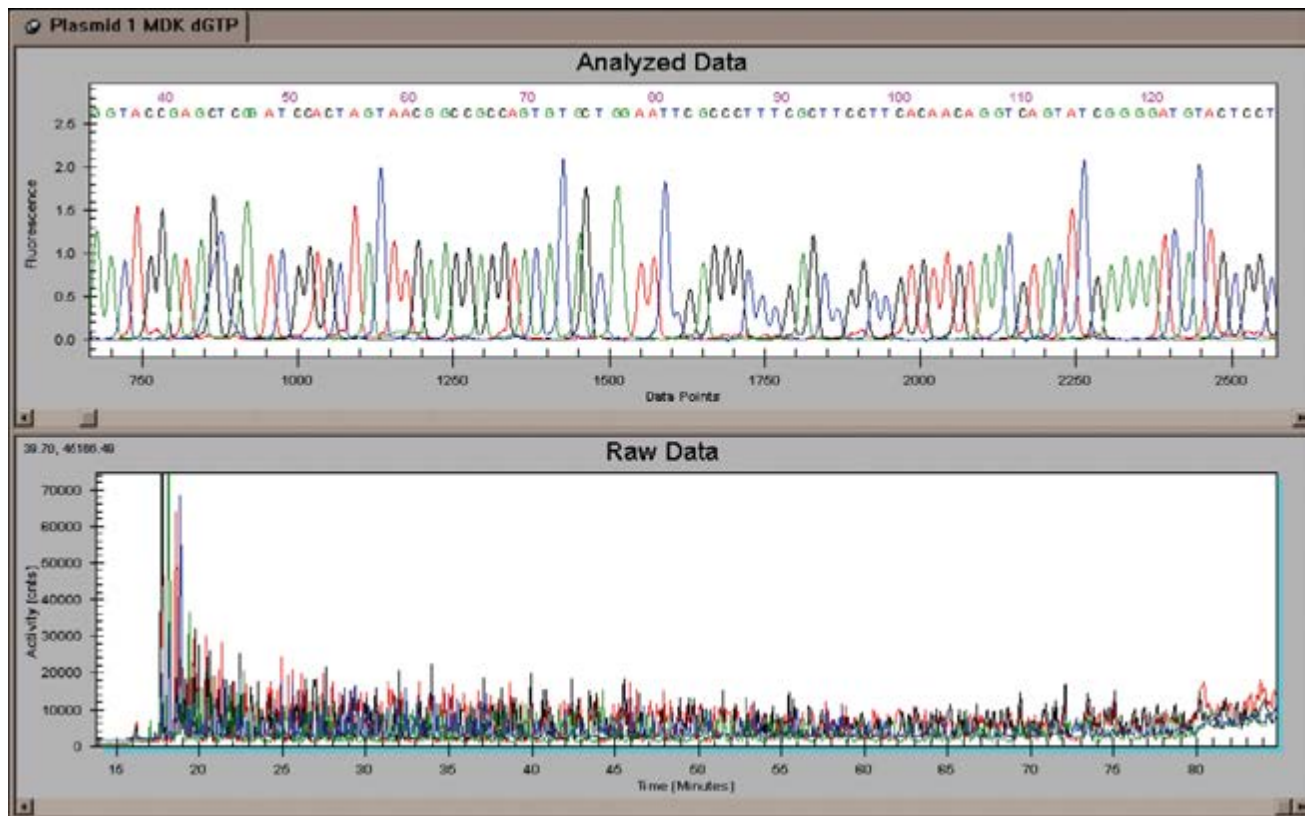 Plasmid 1 MDK dGTP
Analyzed Data
40 50 60 70 80 90 100 110 120
GGTACCGAGCTCGGATCCACTAGTAACGGCCGCCAGTGTGCTGGAATTCGCCCTTTCGCTTCCTTCACAACAGGTCAGTATCGGGGATGTACTCCT
2.5
2.0
1.5
1.0
0.5
0.0
Fluorescence
750 1000 1250 1500 1750 2000 2250 2500
Data Points
Raw Data
70000
60000
50000
40000
30000
20000
10000
0
Activity [cnts]
15 20 25 30 35 40 45 50 55 60 65 70 75 80
Time [Minutes]